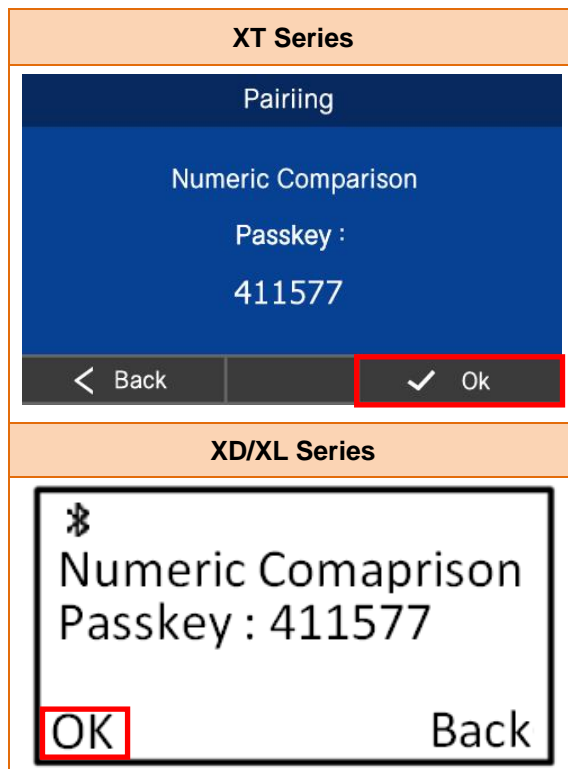 XT Series
Pairiing
Numeric Comparison
Passkey :
411577
< Back ✓ Ok
XD/XL Series
Numeric Comaprison
Passkey : 411577
OK Back